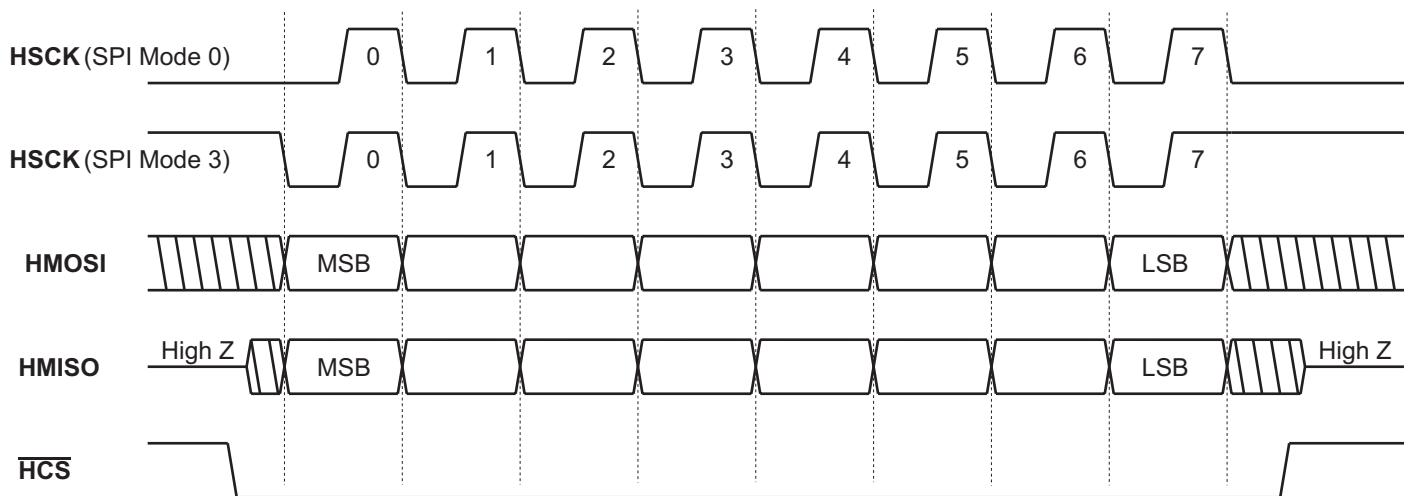 HSCK (SPI Mode 0) 0 1 2 3 4 5 6 7
HSCK (SPI Mode 3) 0 1 2 3 4 5 6 7
HMOSI MSB LSB
HMISO High Z MSB LSB High Z
HCS